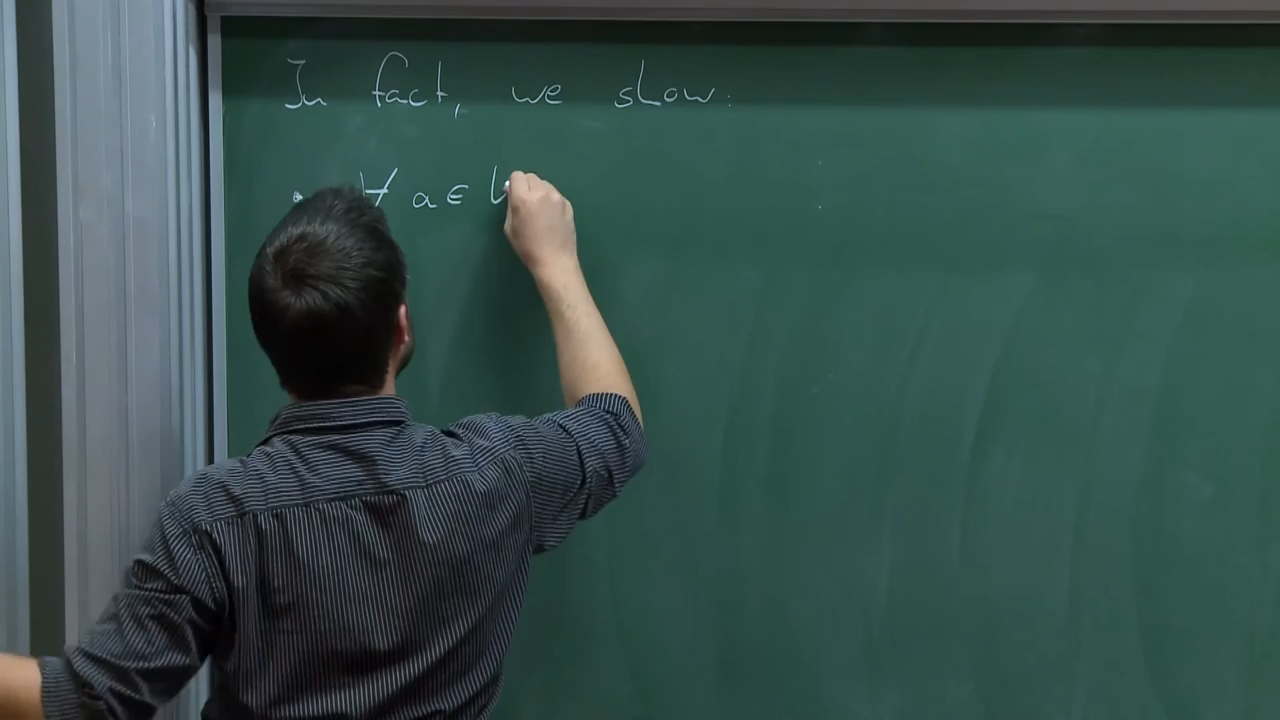 In fact, we show:
• ∀ a ∈